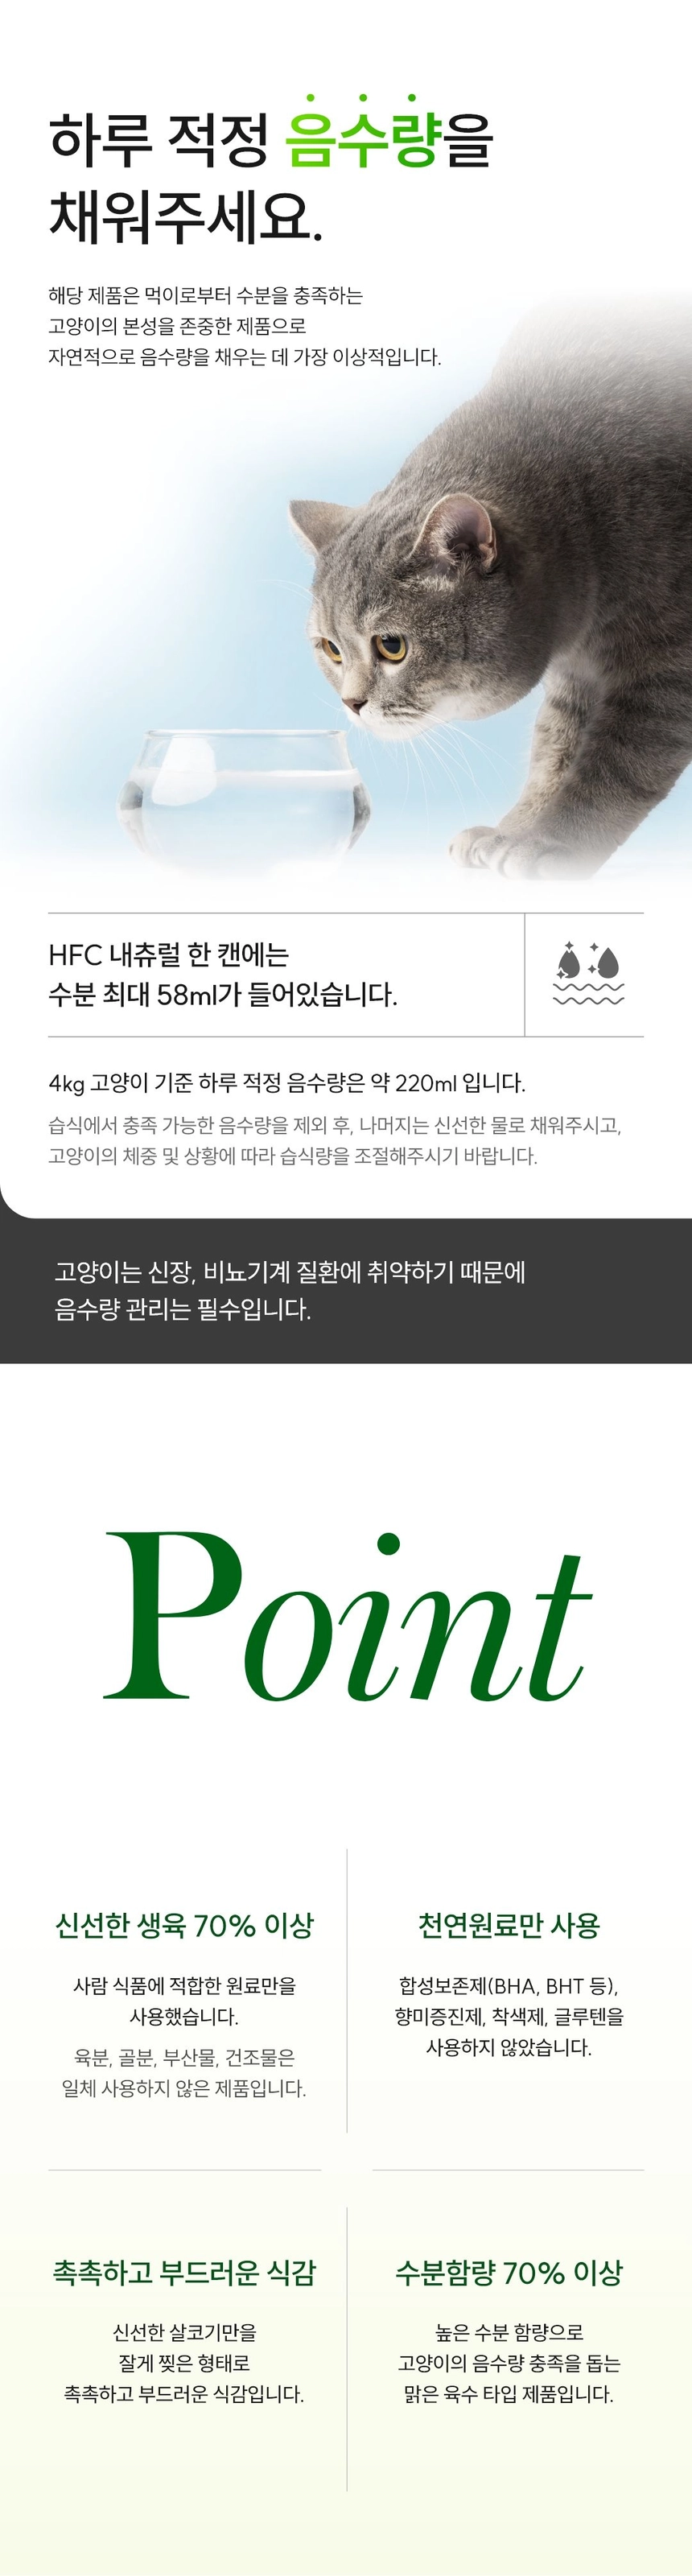 하루 적정 음수량을
채워주세요.
해당 제품은 먹이로부터 수분을 충족하는
고양이의 본성을 존중한 제품으로
자연적으로 음수량을 채우는 데 가장 이상적입니다.
HFC 내츄럴 한 캔에는
수분 최대 58ml가 들어있습니다.
4kg 고양이 기준 하루 적정 음수량은 약 220ml 입니다.
습식에서 충족 가능한 음수량을 제외 후, 나머지는 신선한 물로 채워주시고,
고양이의 체중 및 상황에 따라 습식량을 조절해주시기 바랍니다.
고양이는 신장, 비뇨기계 질환에 취약하기 때문에
음수량 관리는 필수입니다.
Point
신선한 생육 70% 이상
사람 식품에 적합한 원료만을
사용했습니다.
육분, 골분, 부산물, 건조물은
일체 사용하지 않은 제품입니다.
천연원료만 사용
합성보존제(BHA, BHT 등),
향미증진제, 착색제, 글루텐을
사용하지 않았습니다.
촉촉하고 부드러운 식감
신선한 살코기만을
잘게 찢은 형태로
촉촉하고 부드러운 식감입니다.
수분함량 70% 이상
높은 수분 함량으로
고양이의 음수량 충족을 돕는
맑은 육수 타입 제품입니다.